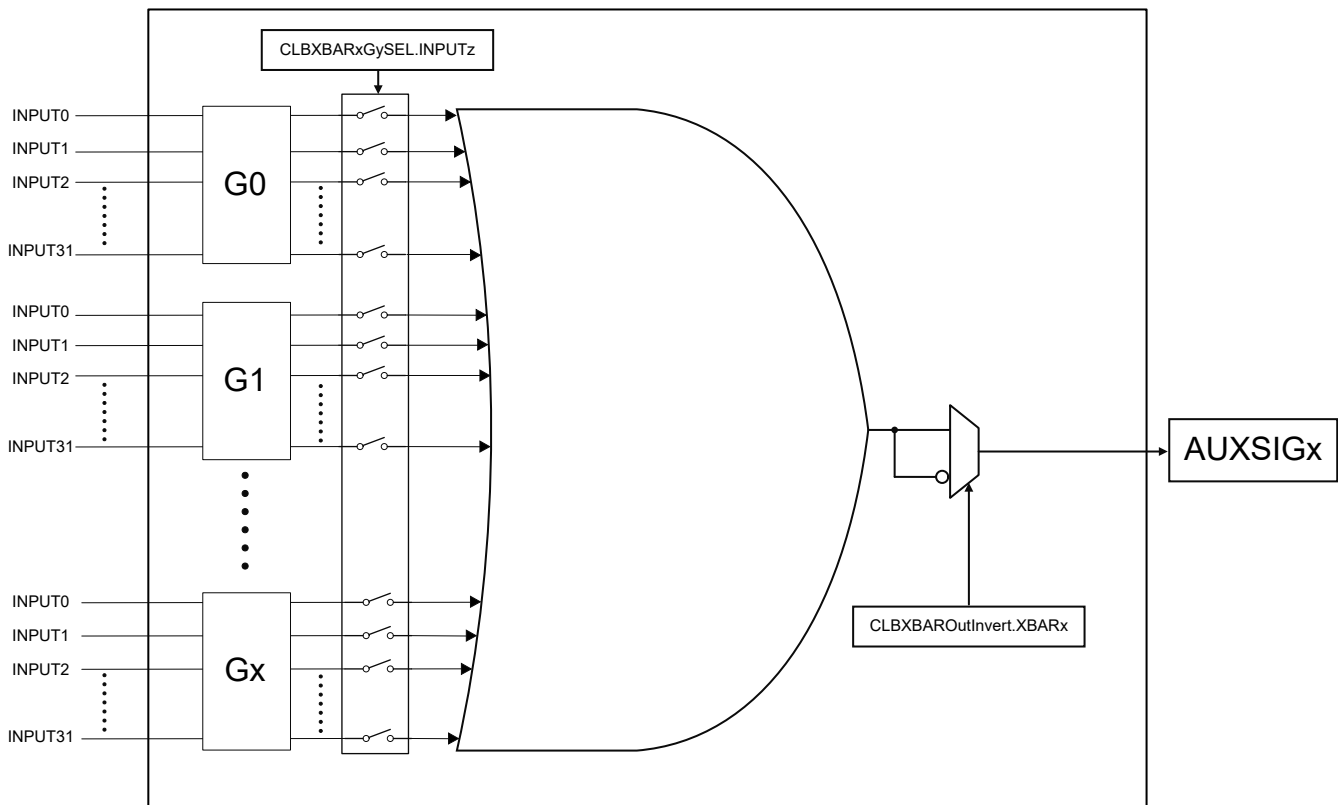 CLBXBARxGySEL.INPUTz
INPUT0
INPUT1
INPUT2
INPUT31
G0
INPUT0
INPUT1
INPUT2
INPUT31
G1
INPUT0
INPUT1
INPUT2
INPUT31
Gx
AUXSIGx
CLBXBAROutInvert.XBARx